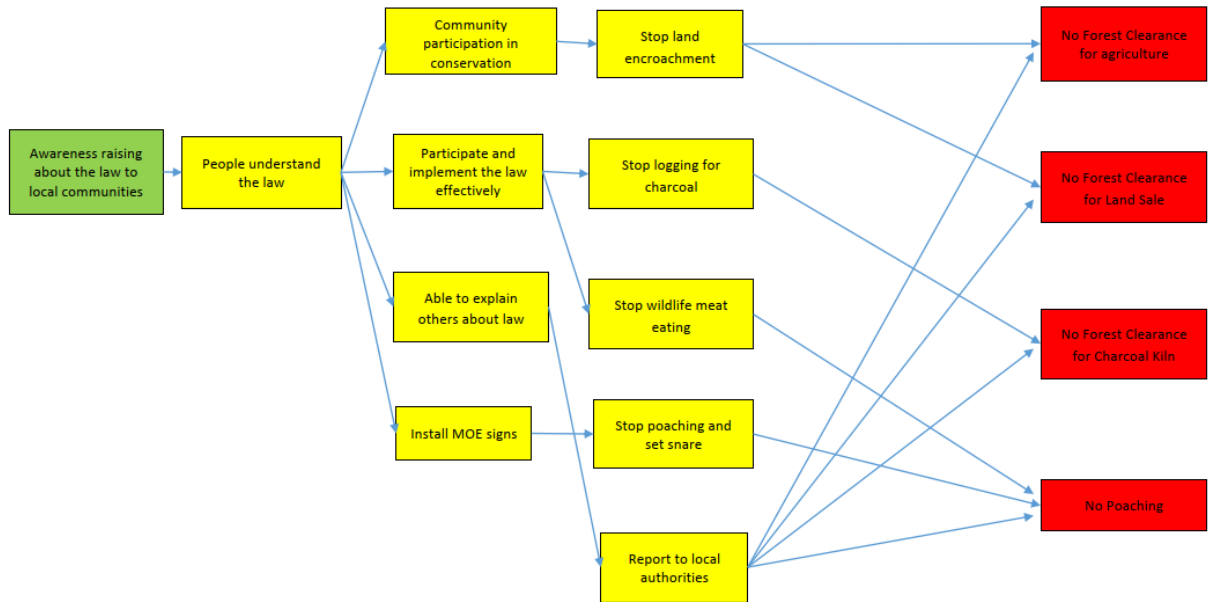 Community
participation in
conservation
Stop land
encroachment
No Forest Clearance
for agriculture
Awareness raising
about the law to
local communities
People understand
the law
Participate and
implement the law
effectively
Stop logging for
charcoal
No Forest Clearance
for Land Sale
Able to explain
others about law
Stop wildlife meat
eating
No Forest Clearance
for Charcoal Kiln
Install MOE signs
Stop poaching and
set snare
No Poaching
Report to local
authorities